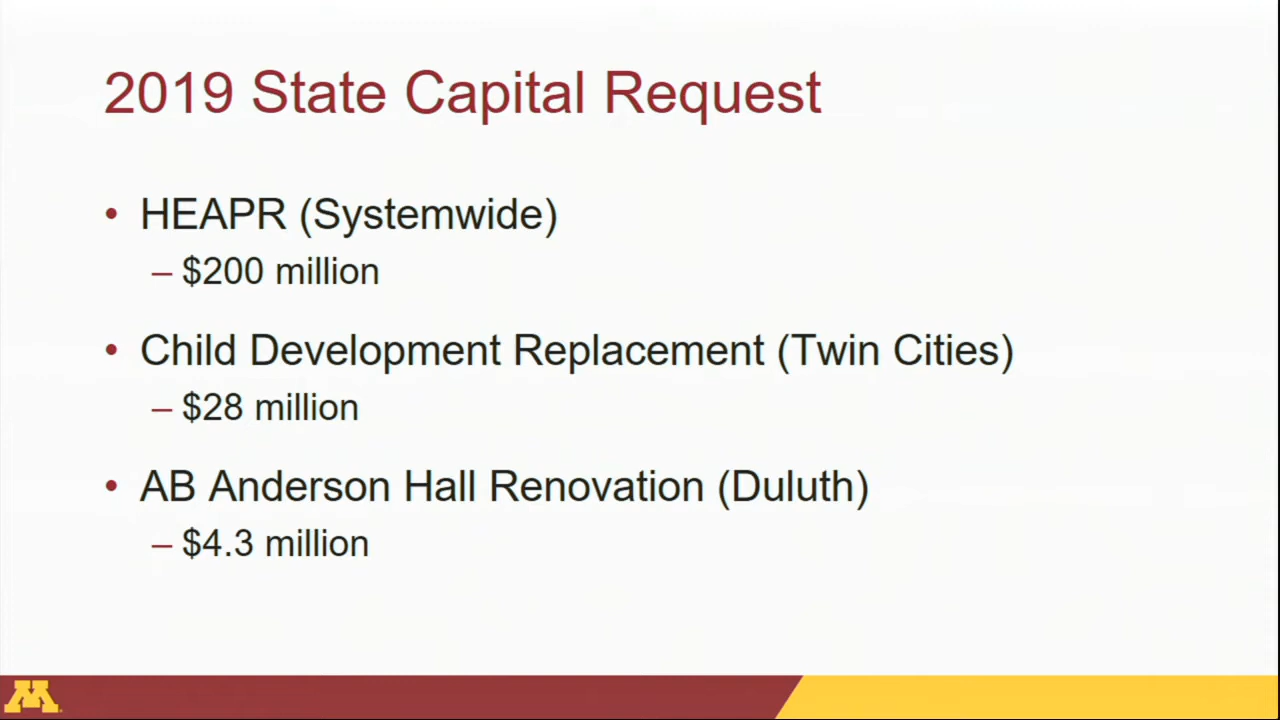 2019 State Capital Request
• HEAPR (Systemwide)
– $200 million
• Child Development Replacement (Twin Cities)
– $28 million
• AB Anderson Hall Renovation (Duluth)
– $4.3 million
M